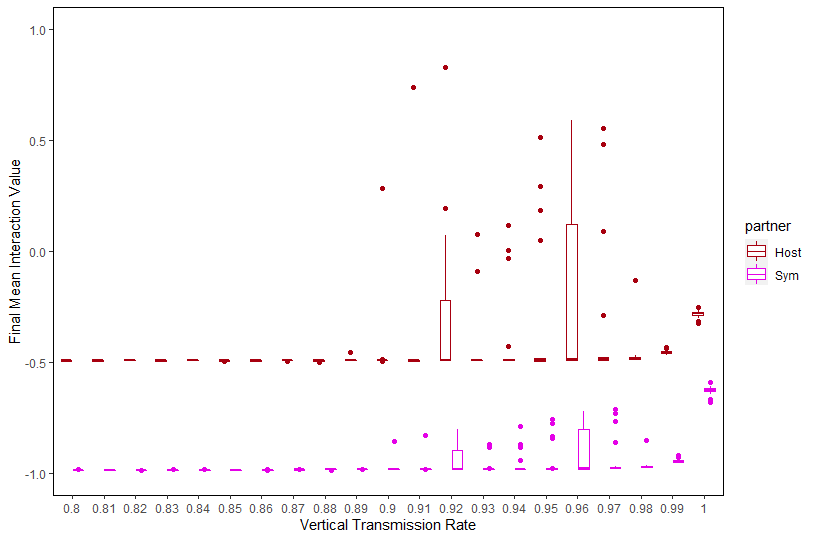 1.0
0.5
0.0
-0.5
-1.0
Final Mean Interaction Value
0.8 0.81 0.82 0.83 0.84 0.85 0.86 0.87 0.88 0.89 0.9 0.91 0.92 0.93 0.94 0.95 0.96 0.97 0.98 0.99 1
Vertical Transmission Rate
partner
Host
Sym